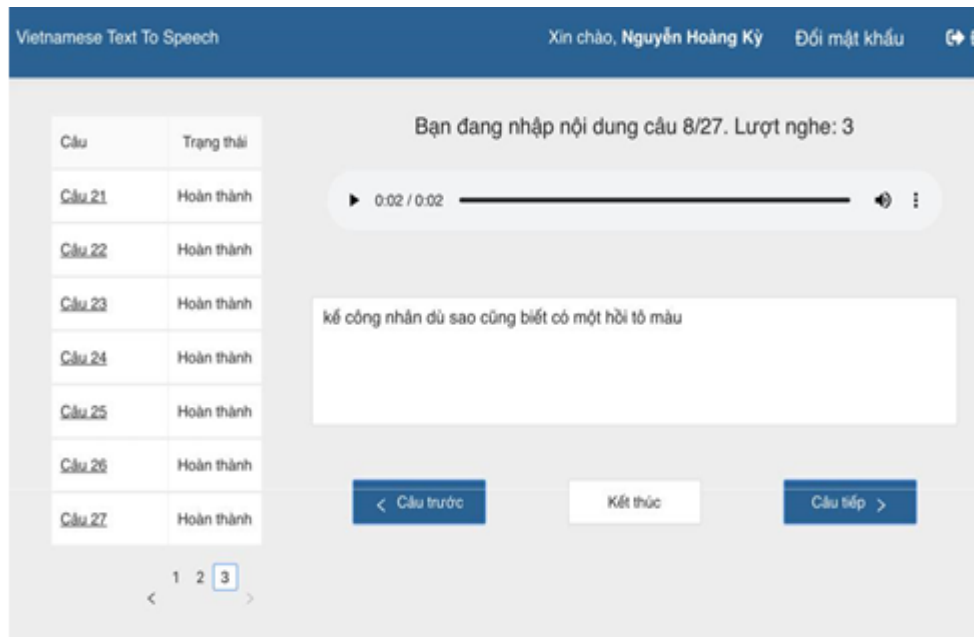 Vietnamese Text To Speech
Xin chào, Nguyễn Hoàng Kỳ
Đổi mật khẩu
Câu
Trạng thái
Câu 21
Hoàn thành
Câu 22
Hoàn thành
Câu 23
Hoàn thành
Câu 24
Hoàn thành
Câu 25
Hoàn thành
Câu 26
Hoàn thành
Câu 27
Hoàn thành
1 2 3
Bạn đang nhập nội dung câu 8/27. Lượt nghe: 3
0:02 / 0:02
kế công nhân dù sao cũng biết có một hồi tô màu
Câu trước
Kết thúc
Câu tiếp